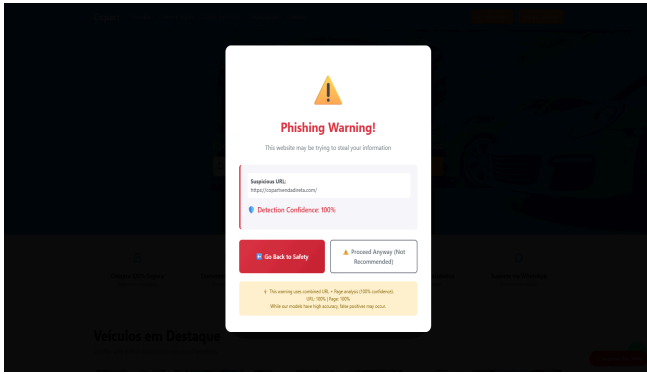 Phishing Warning!
This website may be trying to steal your information
Suspicious URL:
https://copartvendadireta.com/
Detection Confidence: 100%
Go Back to Safety
Proceed Anyway (Not
Recommended)
This warning uses combined URL + Page analysis (100% confidence)
URL: 100% | Page: 100%
While our models have high accuracy, false positives may occur.
Veículos em Destaque